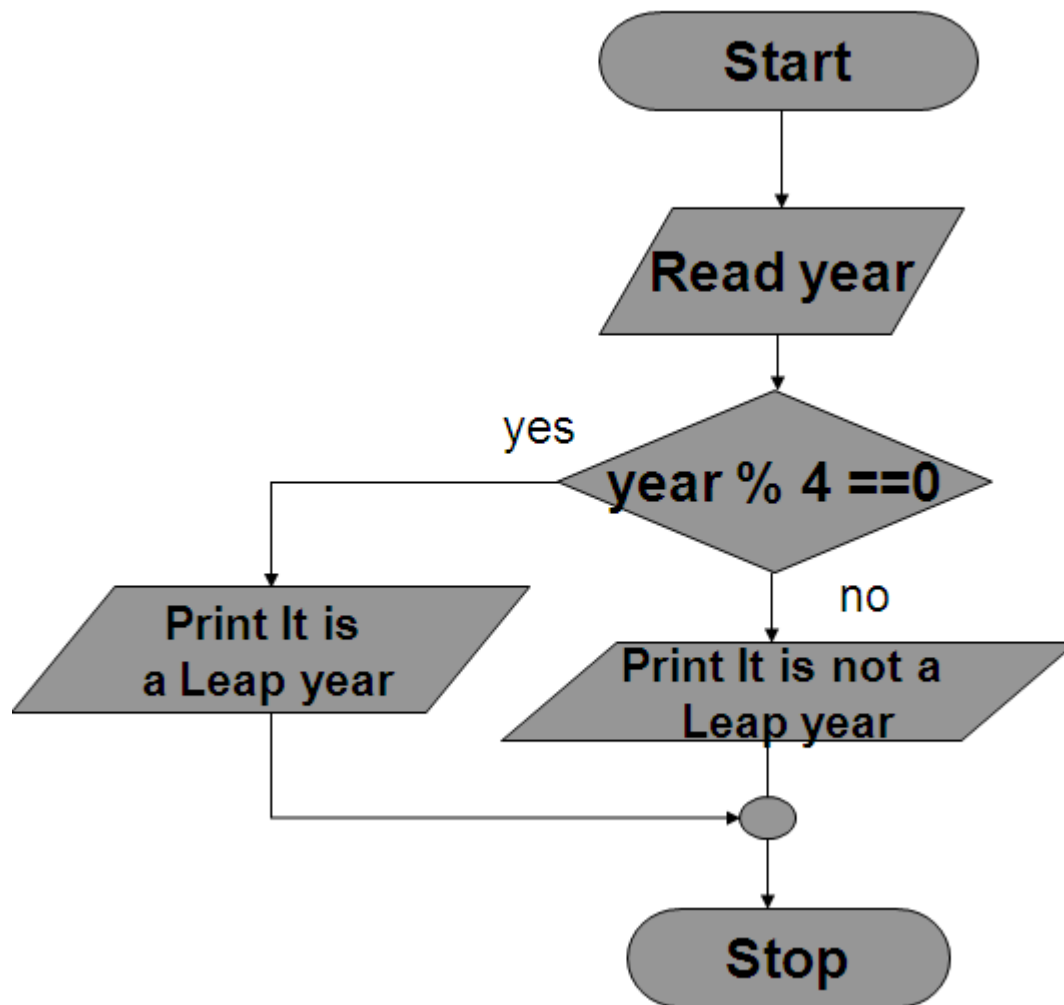 Start
Read year
yes
year % 4 ==0
no
Print It is
a Leap year
Print It is not a
Leap year
Stop